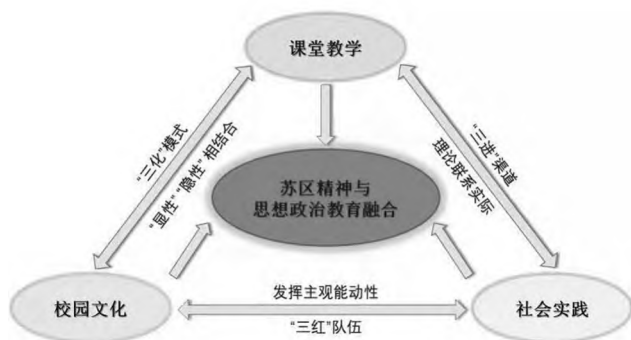 课堂教学
“三化”模式
“显性”“隐性”相结合
“三进”渠道
理论联系实际
苏区精神与
思想政治教育融合
校园文化
发挥主观能动性
“三红”队伍
社会实践